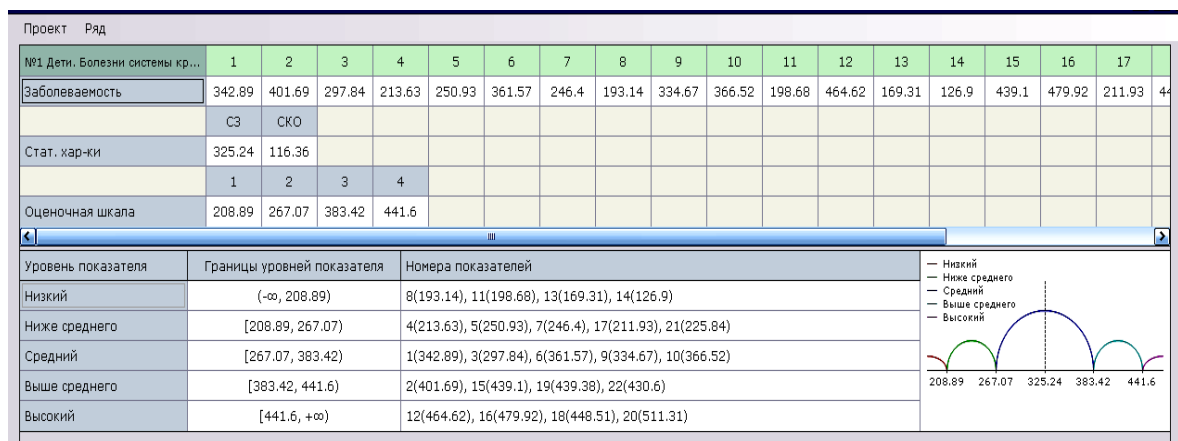 Проект Ряд
№1 Дети. Болезни системы кр... 1 2 3 4 5 6 7 8 9 10 11 12 13 14 15 16 17
Заболеваемость 342.89 401.69 297.84 213.63 250.93 361.57 246.4 193.14 334.67 366.52 198.68 464.62 169.31 126.9 439.1 479.92 211.93 44
СЗ СКО
Стат. хар-ки 325.24 116.36
1 2 3 4
Оценочная шкала 208.89 267.07 383.42 441.6
Уровень показателя Границы уровней показателя Номера показателей
Низкий (-∞, 208.89) 8(193.14), 11(198.68), 13(169.31), 14(126.9)
Ниже среднего [208.89, 267.07) 4(213.63), 5(250.93), 7(246.4), 17(211.93), 21(225.84)
Средний [267.07, 383.42) 1(342.89), 3(297.84), 6(361.57), 9(334.67), 10(366.52)
Выше среднего [383.42, 441.6) 2(401.69), 15(439.1), 19(439.38), 22(430.6)
Высокий [441.6, +∞) 12(464.62), 16(479.92), 18(448.51), 20(511.31)
Низкий
Ниже среднего
Средний
Выше среднего
Высокий
208.89 267.07 325.24 383.42 441.6